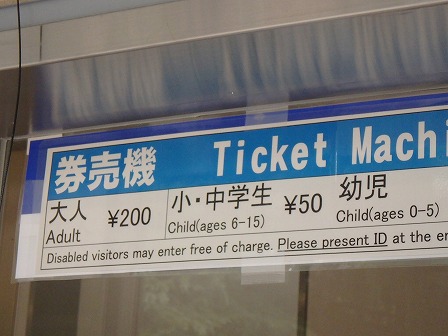 券売機 Ticket Machi
大人 ¥200 小・中学生 ¥50 幼児
Adult Child(ages 6-15) Child(ages 0-5)
Disabled visitors may enter free of charge. Please present ID at the en